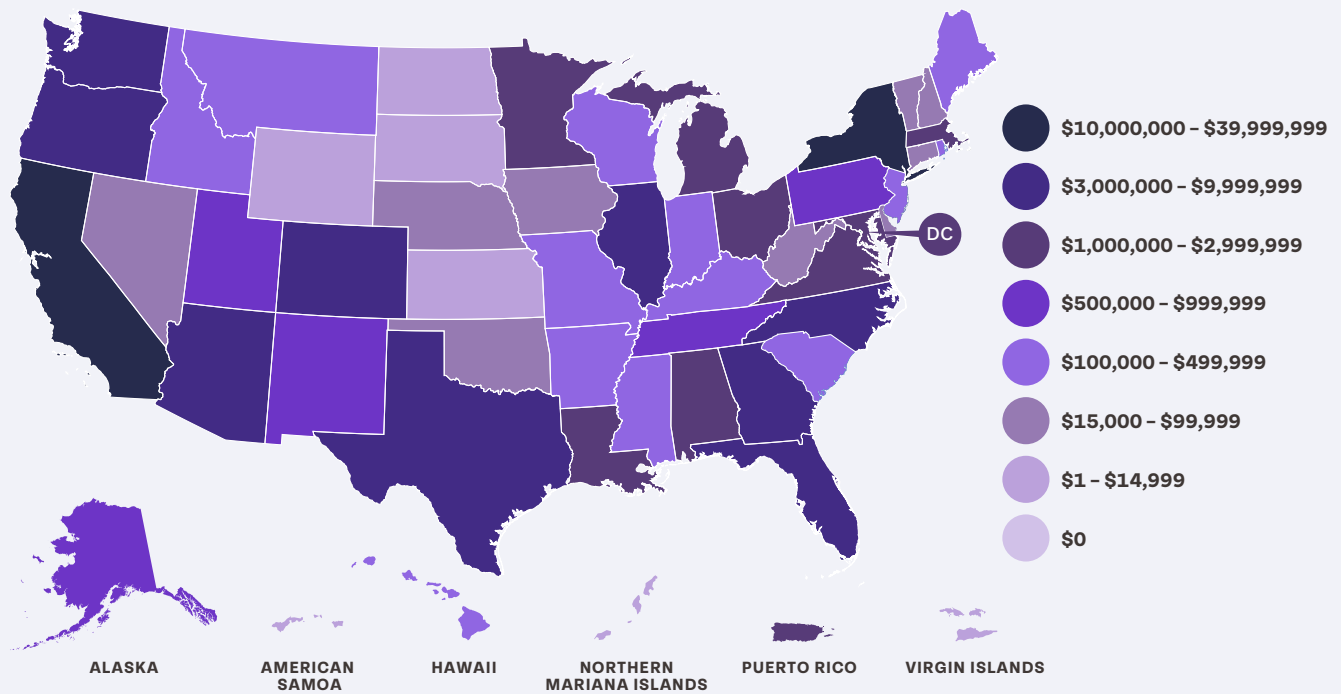 DC
$10,000,000 – $39,999,999
$3,000,000 – $9,999,999
$1,000,000 – $2,999,999
$500,000 – $999,999
$100,000 – $499,999
$15,000 – $99,999
$1 – $14,999
$0
ALASKA
AMERICAN
SAMOA
HAWAII
NORTHERN
MARIANA ISLANDS
PUERTO RICO
VIRGIN ISLANDS